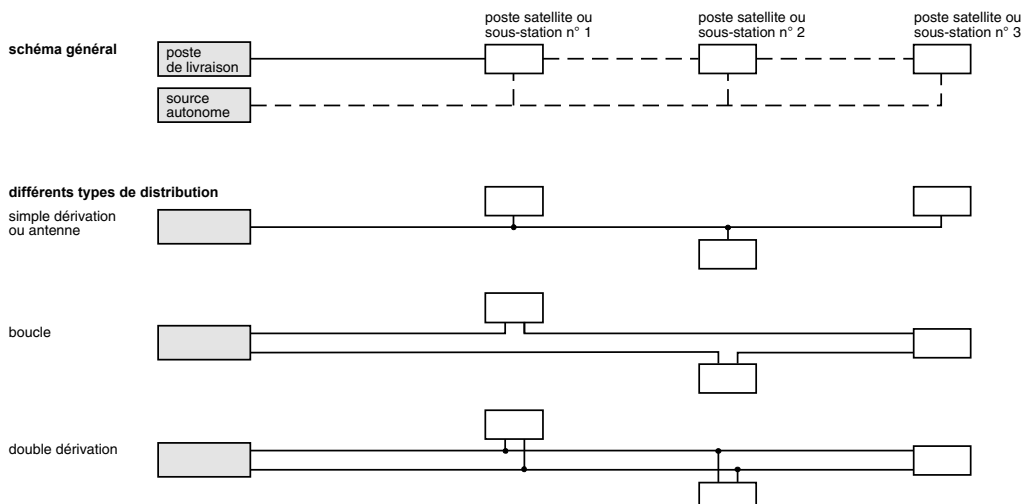 poste satellite ou
sous-station n° 1
poste satellite ou
sous-station n° 2
poste satellite ou
sous-station n° 3
schéma général
poste
de livraison
source
autonome
différents types de distribution
simple dérivation
ou antenne
boucle
double dérivation